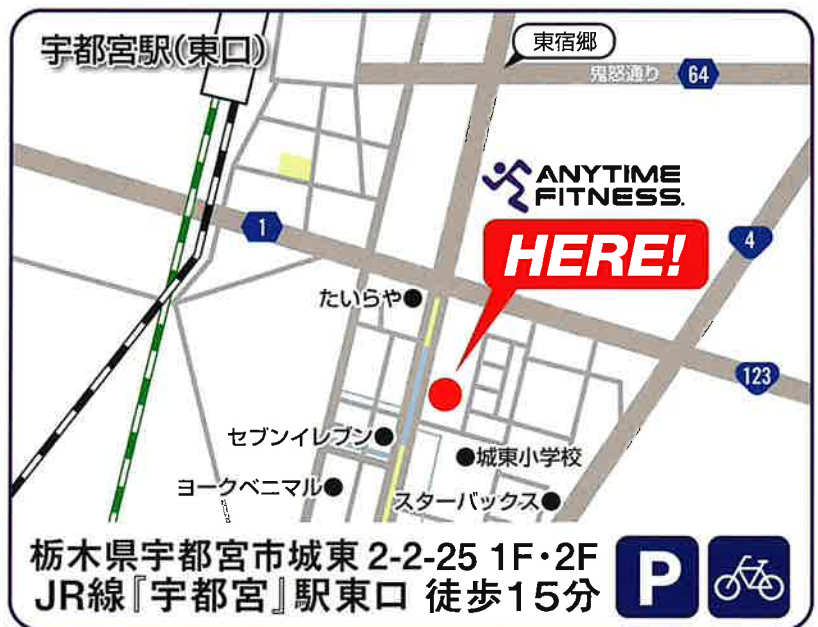 宇都宮駅(東口)
東宿郷
鬼怒通り 64
ANYTIME
FITNESS.
1
HERE!
4
たいらや
123
セブンイレブン
城東小学校
ヨークベニマル
スターバックス
栃木県宇都宮市城東2-2-25 1F・2F
JR線『宇都宮』駅東口 徒歩15分
P